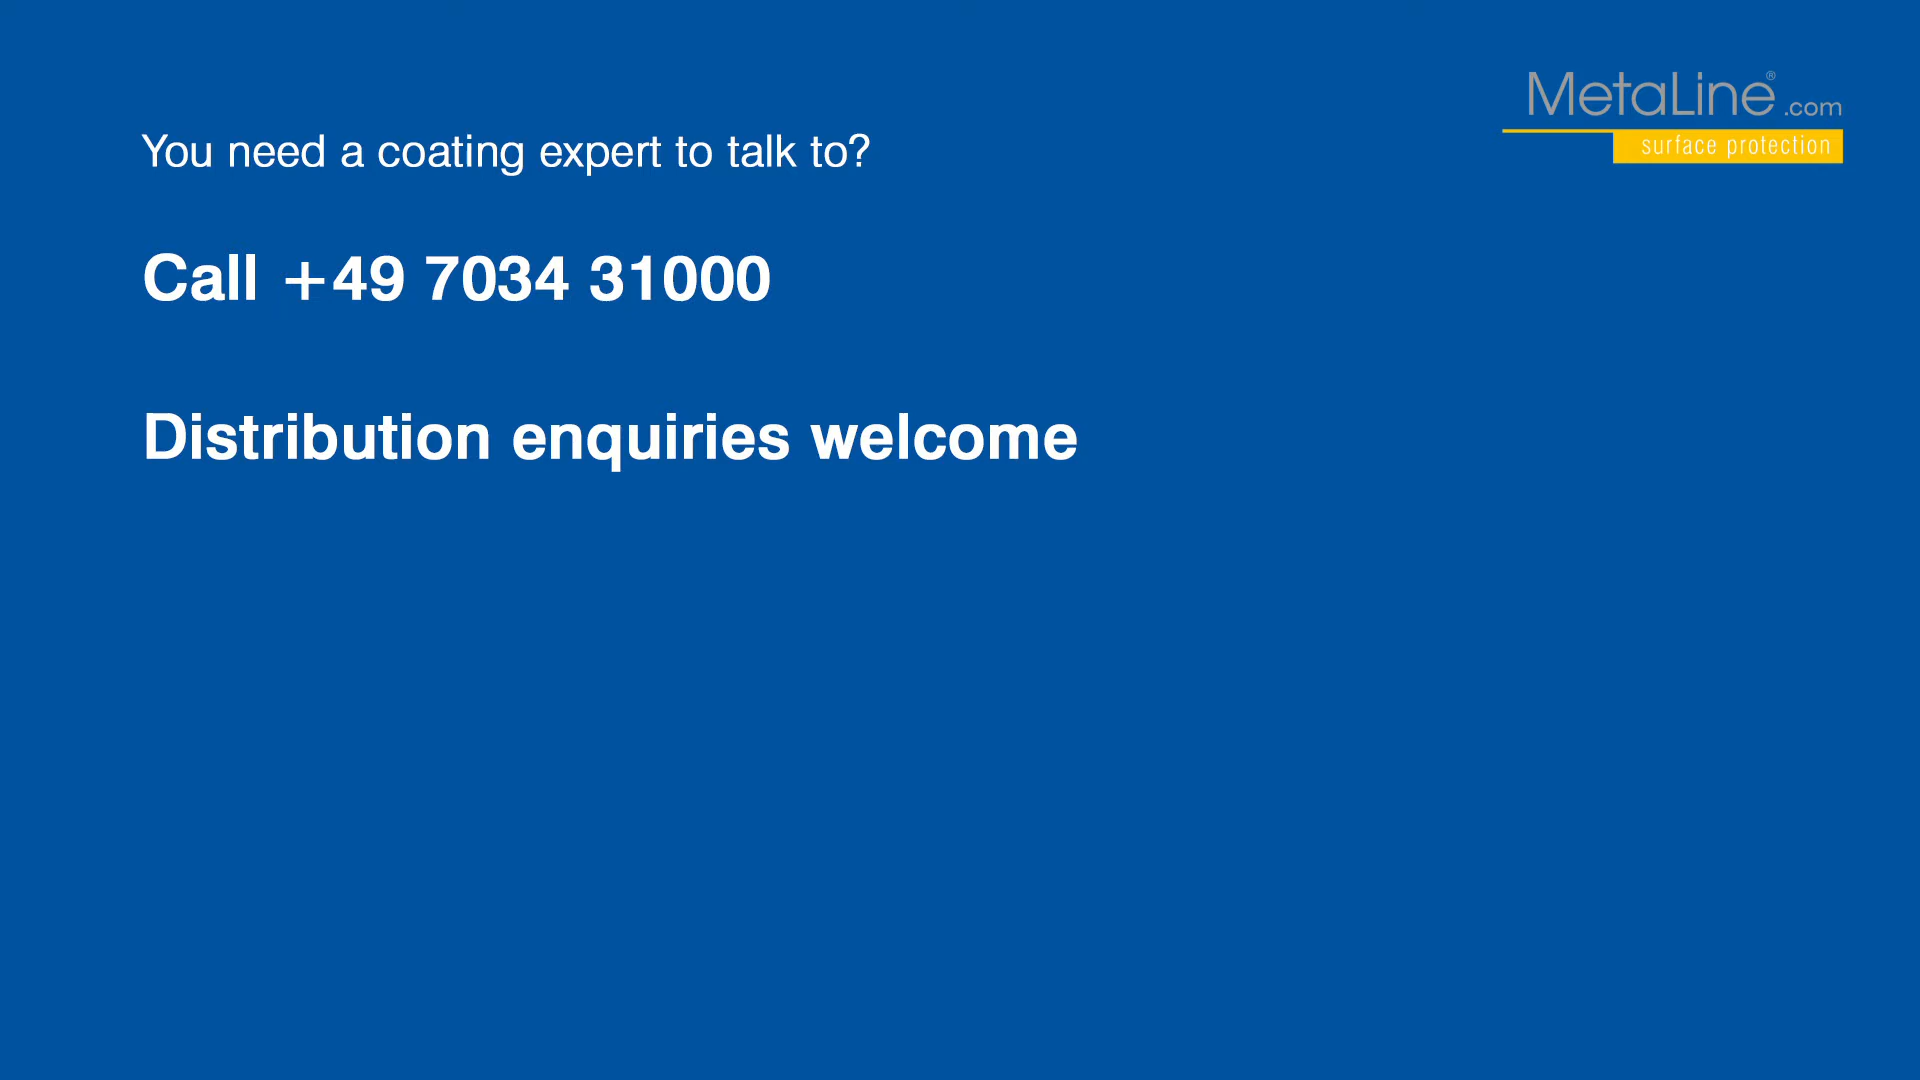 MetaLine® .com
surface protection
You need a coating expert to talk to?
Call +49 7034 31000
Distribution enquiries welcome